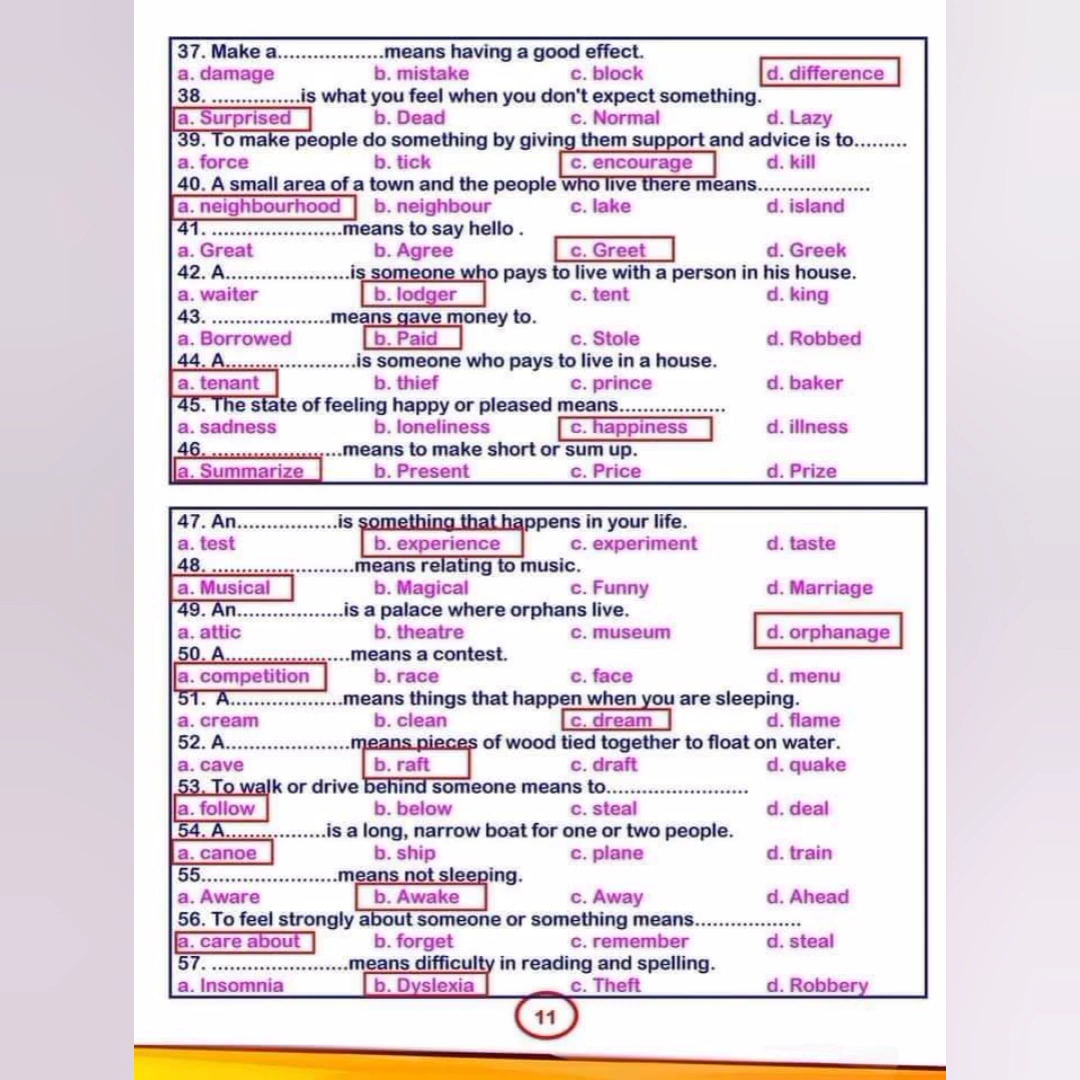 37. Make a..................means having a good effect.
a. damage b. mistake c. block d. difference
38. ...............is what you feel when you don't expect something.
a. Surprised b. Dead c. Normal d. Lazy
39. To make people do something by giving them support and advice is to.........
a. force b. tick c. encourage d. kill
40. A small area of a town and the people who live there means...................
a. neighbourhood b. neighbour c. lake d. island
41. ......................means to say hello .
a. Great b. Agree c. Greet d. Greek
42. A.....................is someone who pays to live with a person in his house.
a. waiter b. lodger c. tent d. king
43. ....................means gave money to.
a. Borrowed b. Paid c. Stole d. Robbed
44. A......................is someone who pays to live in a house.
a. tenant b. thief c. prince d. baker
45. The state of feeling happy or pleased means..................
a. sadness b. loneliness c. happiness d. illness
46. ......................means to make short or sum up.
a. Summarize b. Present c. Price d. Prize
47. An.................is something that happens in your life.
a. test b. experience c. experiment d. taste
48. ........................means relating to music.
a. Musical b. Magical c. Funny d. Marriage
49. An..................is a palace where orphans live.
a. attic b. theatre c. museum d. orphanage
50. A.....................means a contest.
a. competition b. race c. face d. menu
51. A...................means things that happen when you are sleeping.
a. cream b. clean c. dream d. flame
52. A.....................means pieces of wood tied together to float on water.
a. cave b. raft c. draft d. quake
53. To walk or drive behind someone means to........................
a. follow b. below c. steal d. deal
54. A.................is a long, narrow boat for one or two people.
a. canoe b. ship c. plane d. train
55.......................means not sleeping.
a. Aware b. Awake c. Away d. Ahead
56. To feel strongly about someone or something means..................
a. care about b. forget c. remember d. steal
57. .......................means difficulty in reading and spelling.
a. Insomnia b. Dyslexia c. Theft d. Robbery
11